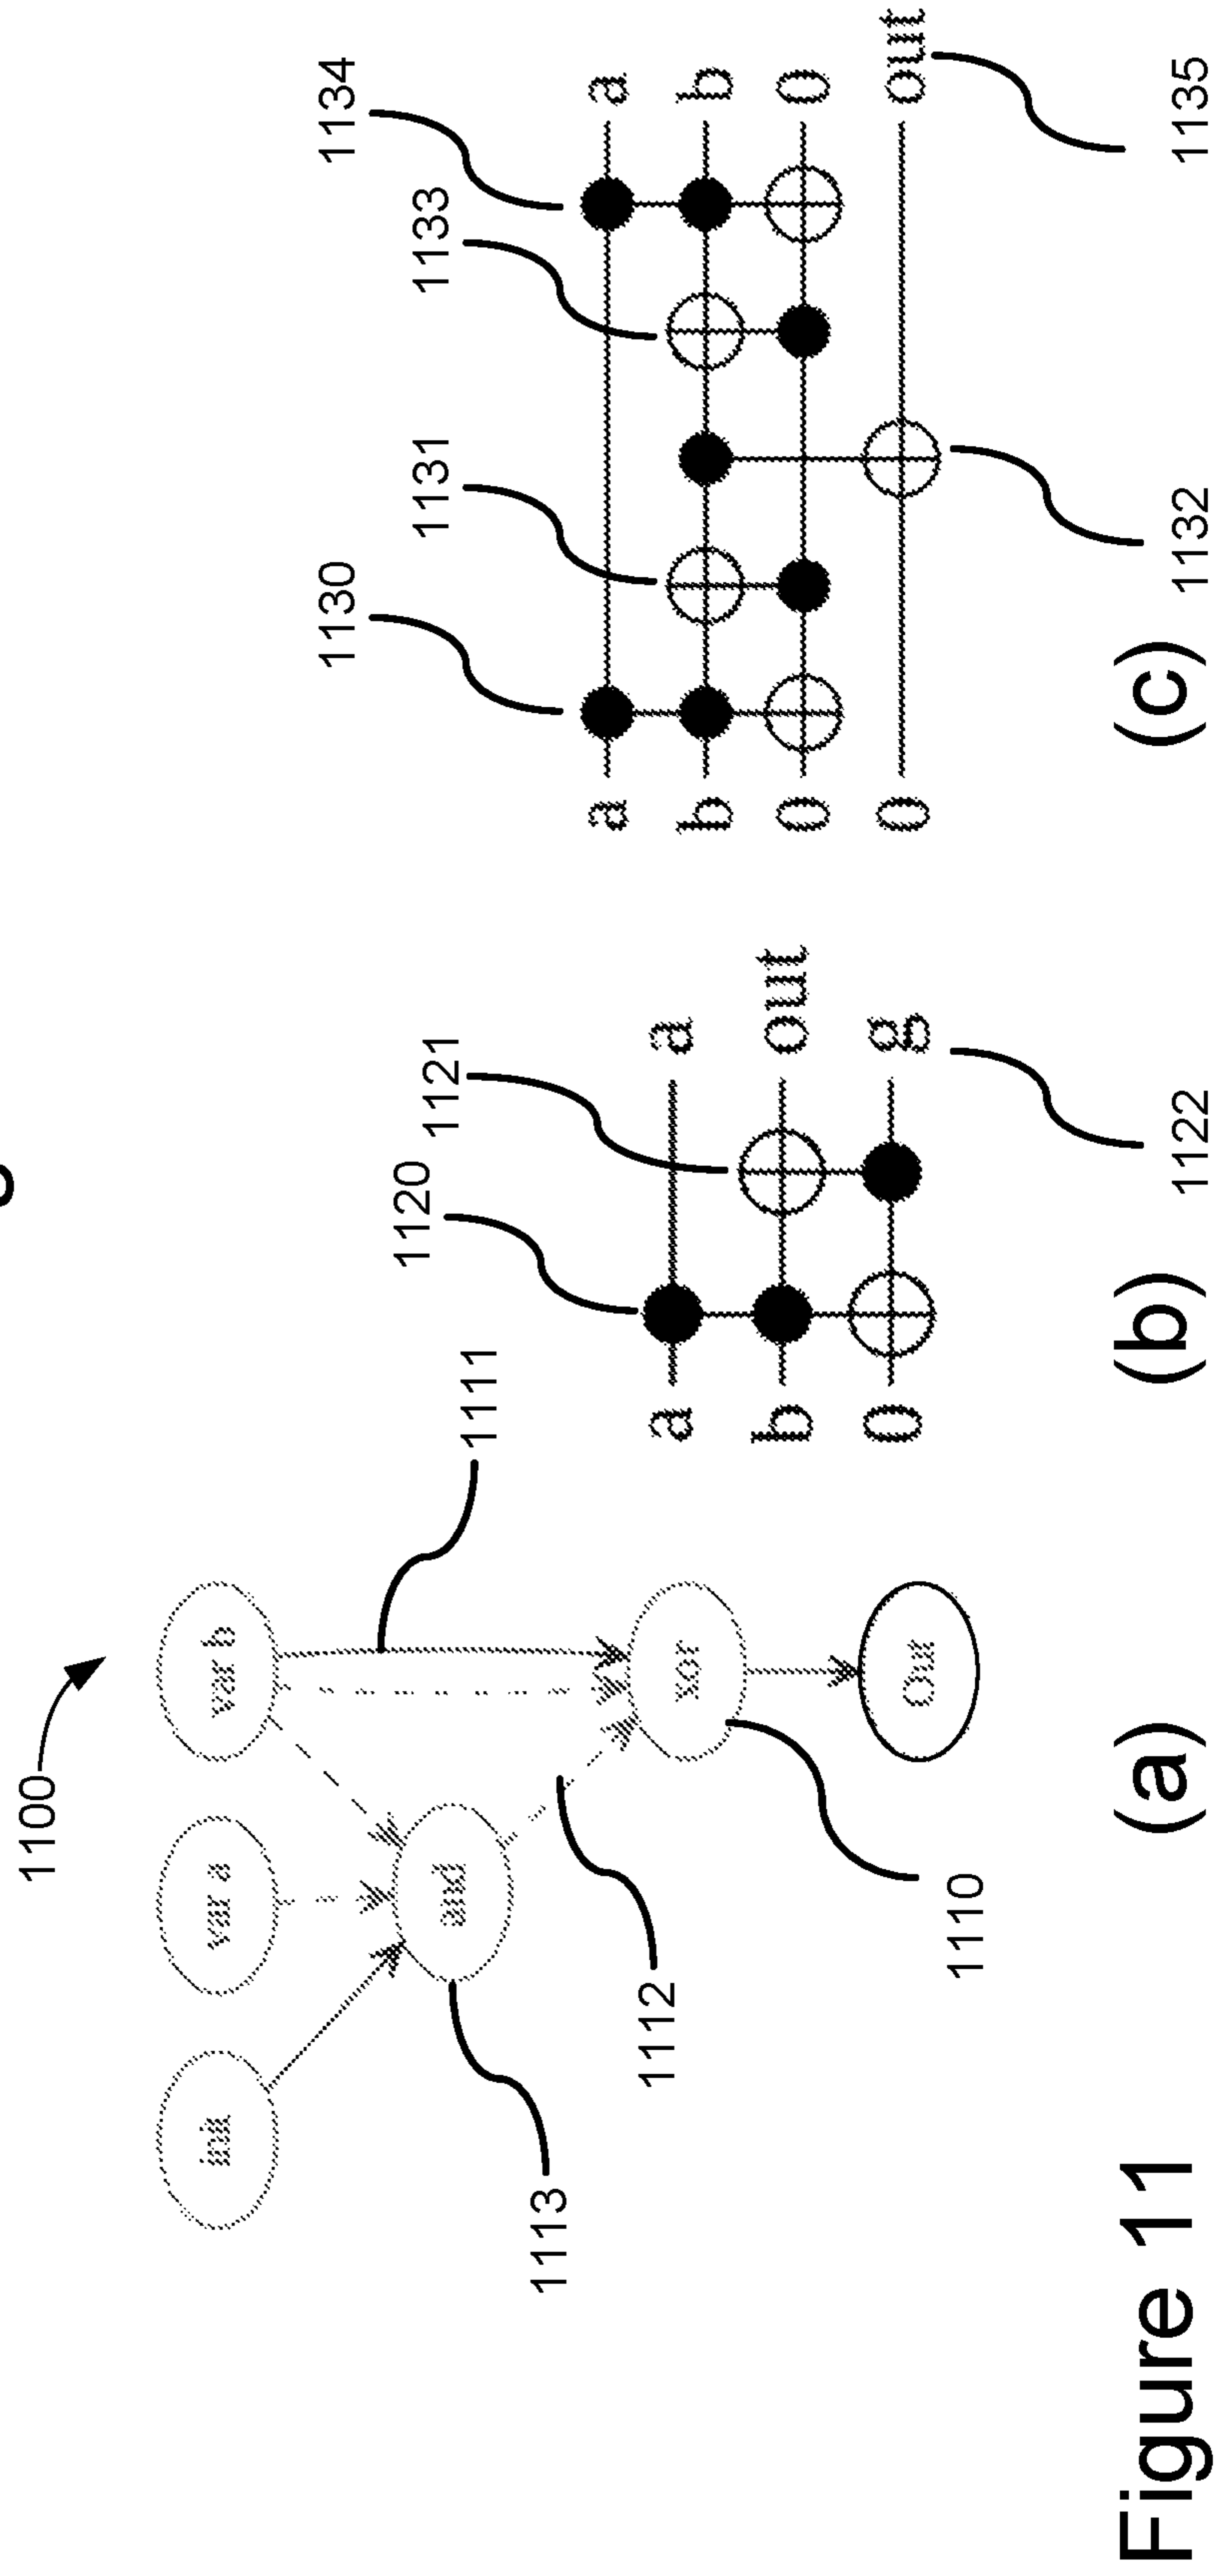 1100
init
var a
var b
and
xor
Out
1113
1112
1110
1111
(a)
1120
1121
a a
b out
0 g
1122
(b)
1130
1131
1133
1134
a a
b b
0 0
0 out
1132
1135
(c)
Figure 11